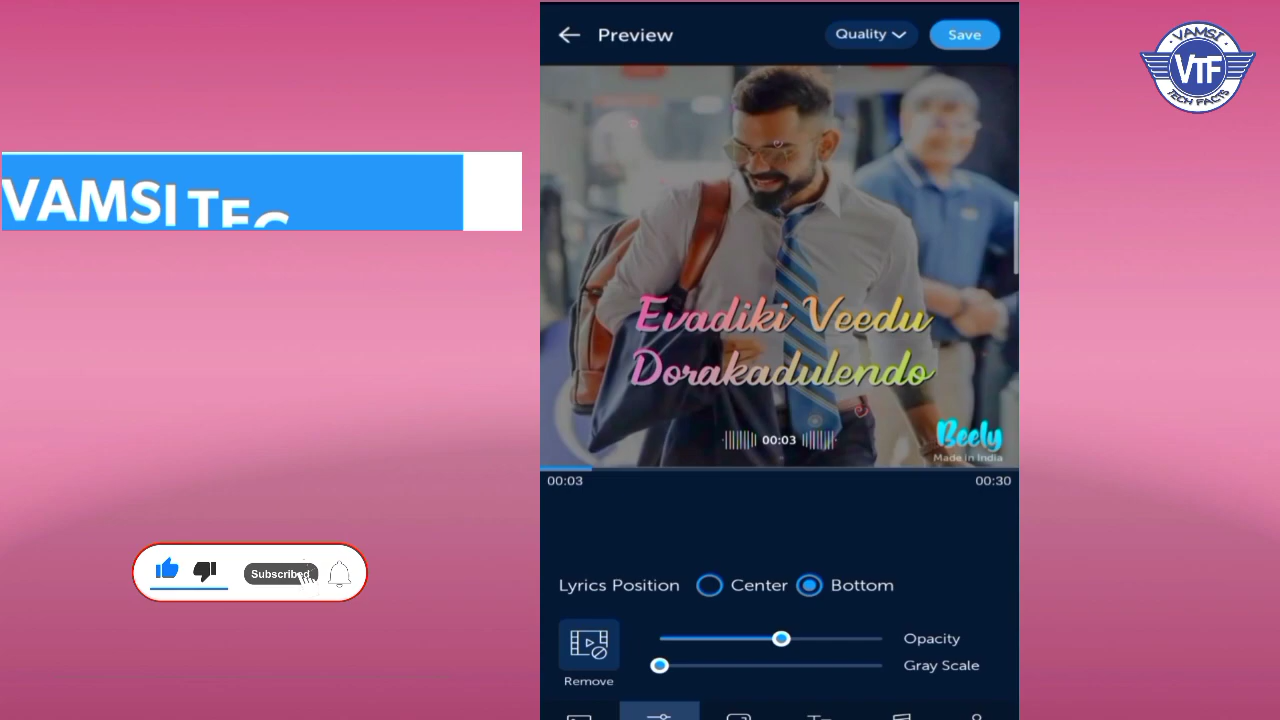 Preview
Quality
Save
VAMSI
TECH FACTS
VTF
VAMSI
Evadiki Veedu
Dorakadulendo
00:03
Beely
Made in India
00:03
00:30
Subscribed
Lyrics Position
Center
Bottom
Opacity
Gray Scale
Remove